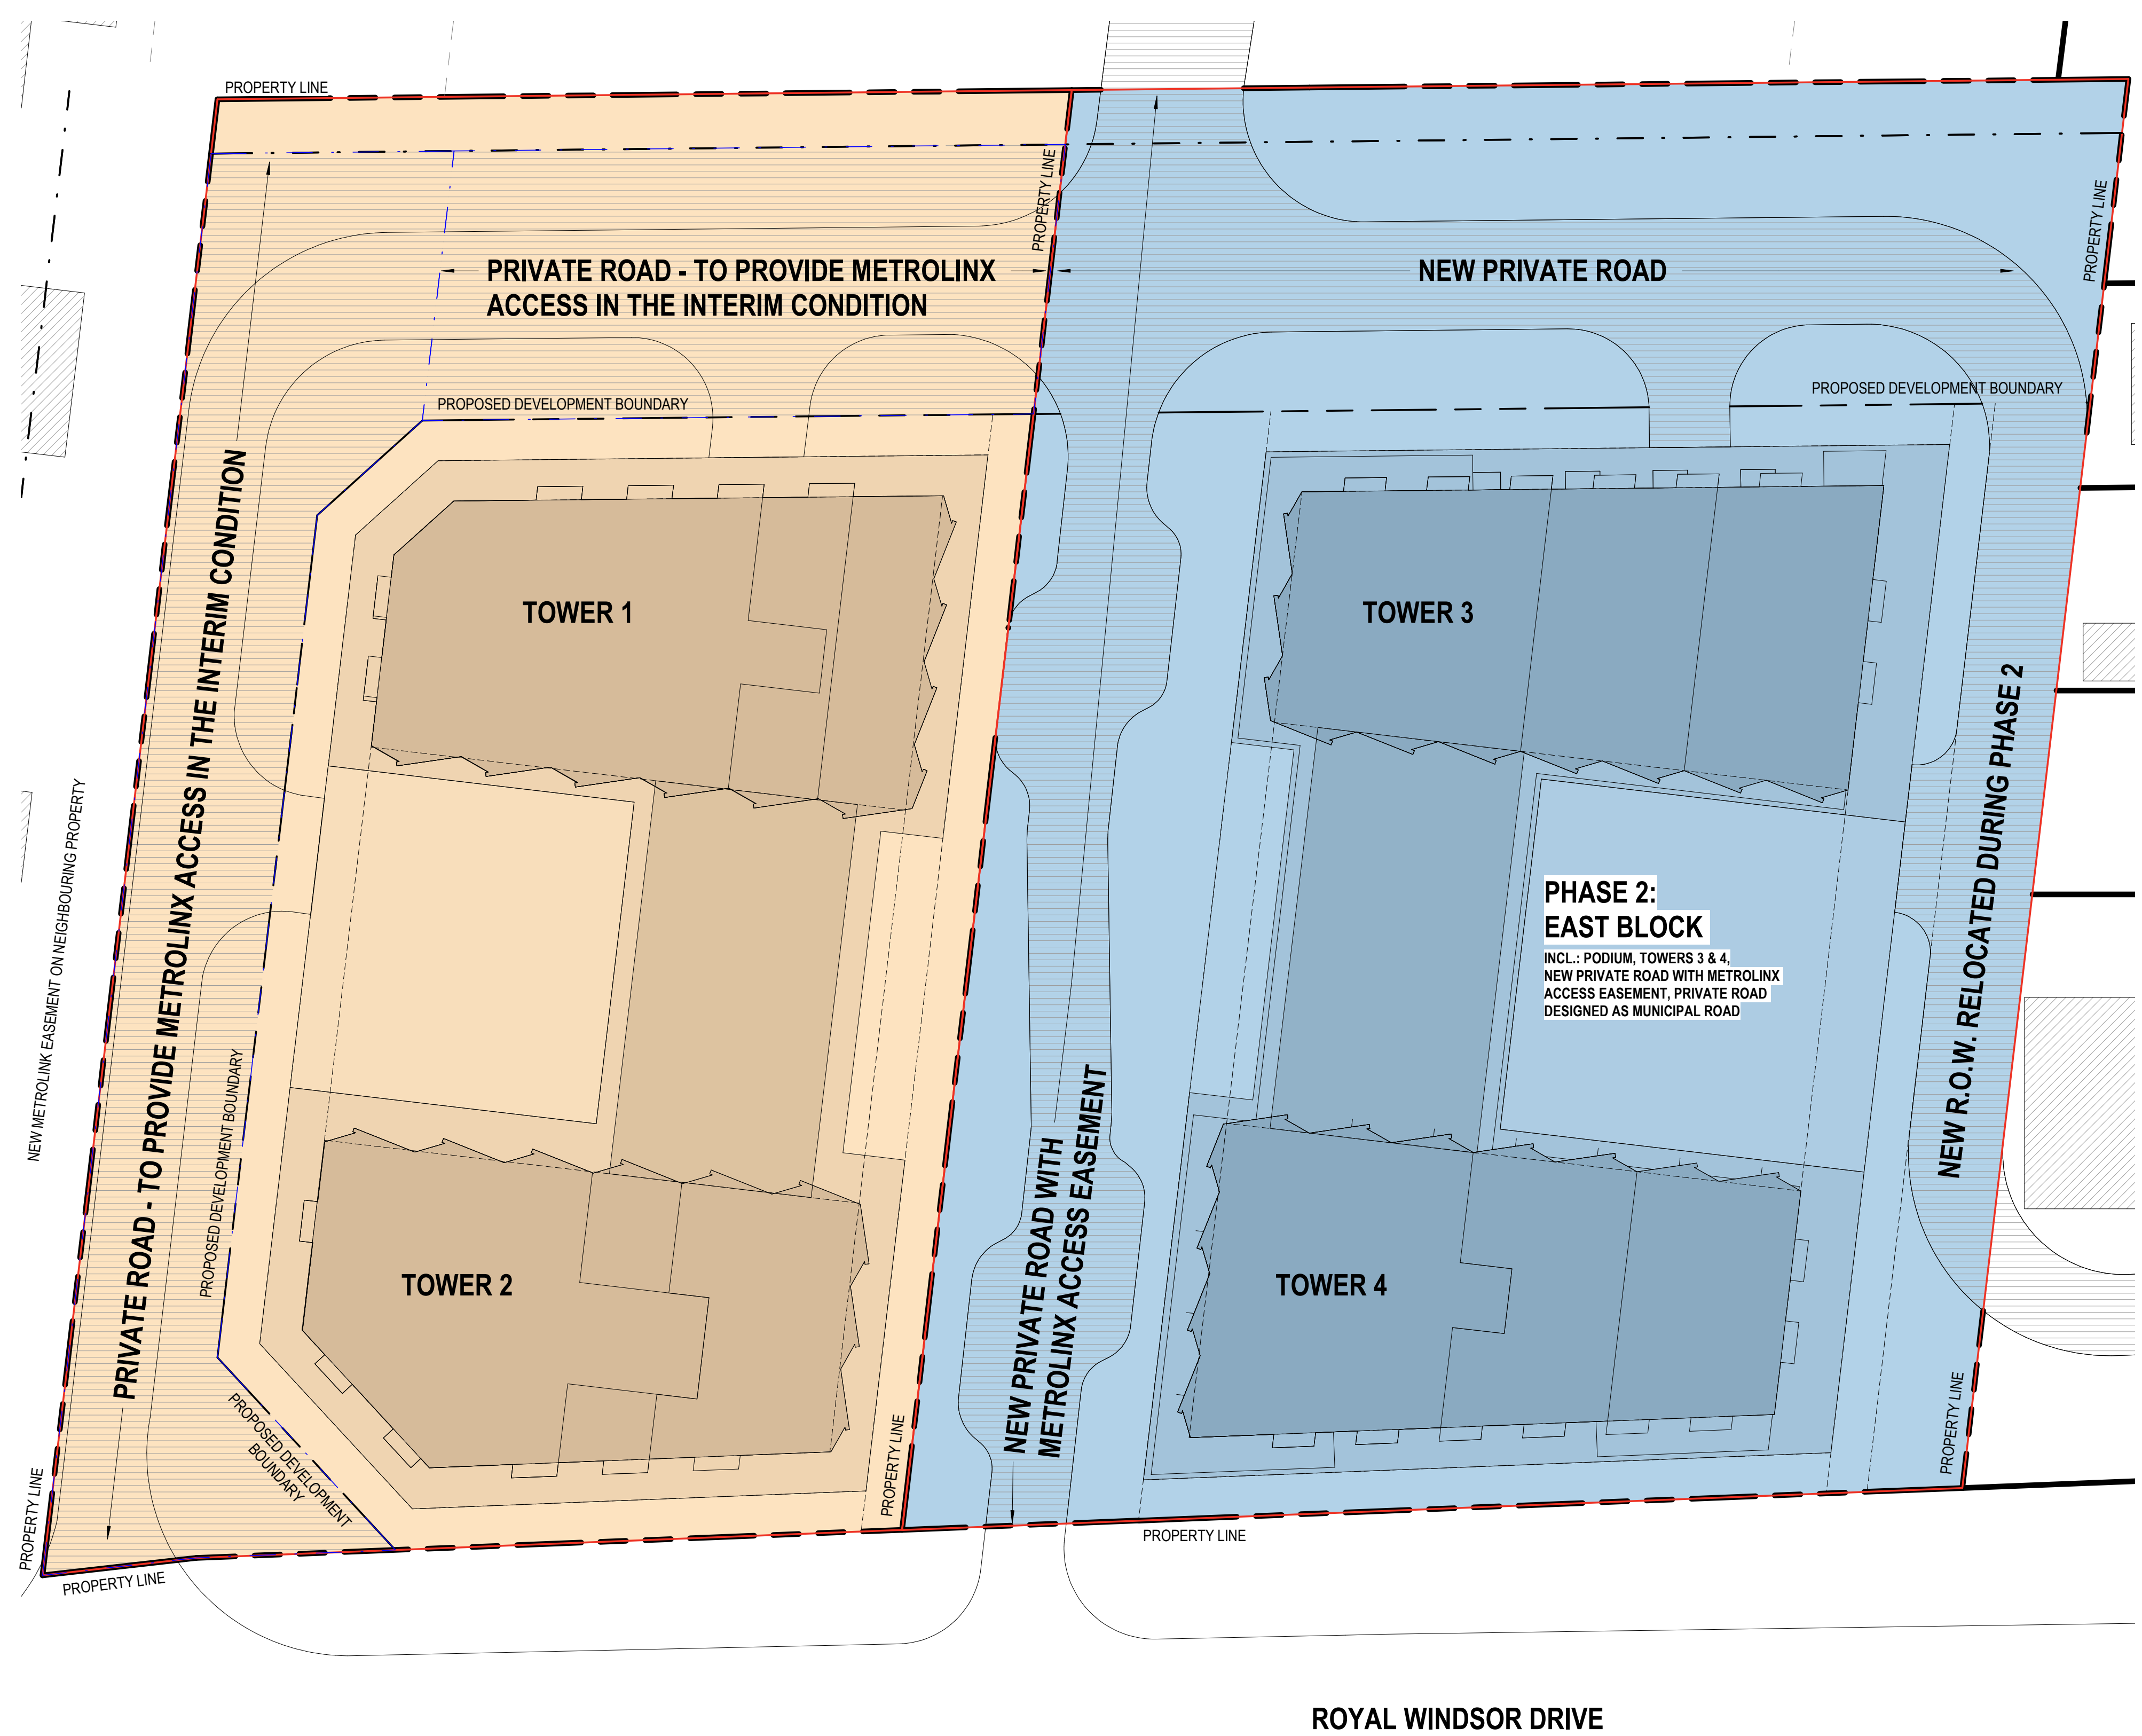 PROPERTY LINE
PROPERTY LINE
PROPERTY LINE
PRIVATE ROAD - TO PROVIDE METROLINX
ACCESS IN THE INTERIM CONDITION
NEW PRIVATE ROAD
PROPOSED DEVELOPMENT BOUNDARY
PROPOSED DEVELOPMENT BOUNDARY
TOWER 1
TOWER 3
PRIVATE ROAD - TO PROVIDE METROLINX ACCESS IN THE INTERIM CONDITION
NEW METROLINK EASEMENT ON NEIGHBOURING PROPERTY
PHASE 2:
EAST BLOCK
INCL.: PODIUM, TOWERS 3 & 4,
NEW PRIVATE ROAD WITH METROLINX
ACCESS EASEMENT, PRIVATE ROAD
DESIGNED AS MUNICIPAL ROAD
NEW R.O.W. RELOCATED DURING PHASE 2
PROPOSED DEVELOPMENT BOUNDARY
NEW PRIVATE ROAD WITH
METROLINX ACCESS EASEMENT
TOWER 2
TOWER 4
PROPOSED DEVELOPMENT
BOUNDARY
PROPERTY LINE
PROPERTY LINE
PROPERTY LINE
PROPERTY LINE
PROPERTY LINE
ROYAL WINDSOR DRIVE